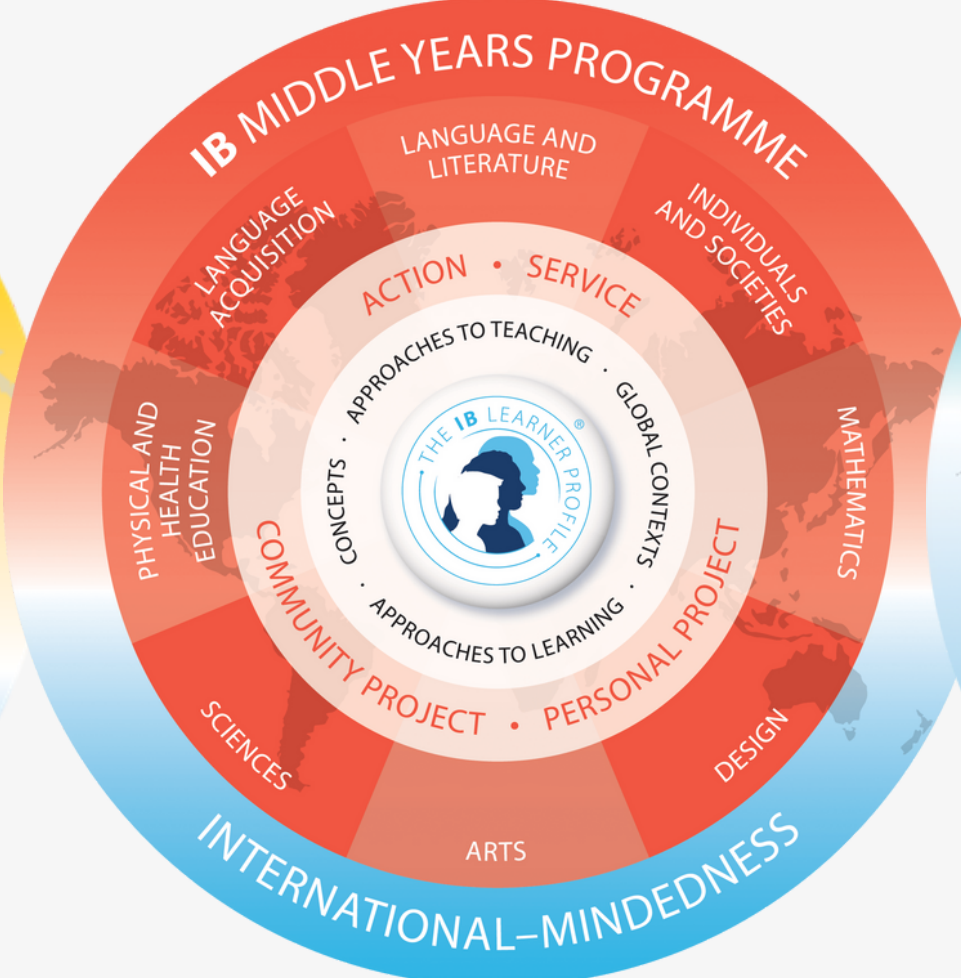 IB MIDDLE YEARS PROGRAMME
LANGUAGE AND
LITERATURE
INDIVIDUALS
AND SOCIETIES
MATHEMATICS
DESIGN
ARTS
SCIENCES
PHYSICAL AND
HEALTH
EDUCATION
LANGUAGE
ACQUISITION
ACTION • SERVICE
PERSONAL PROJECT •
COMMUNITY PROJECT
APPROACHES TO TEACHING ·
GLOBAL CONTEXTS ·
APPROACHES TO LEARNING ·
CONCEPTS ·
• THE IB LEARNER PROFILE •
®
INTERNATIONAL–MINDEDNESS